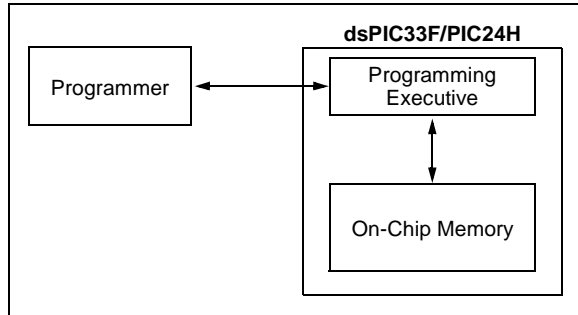 dsPIC33F/PIC24H
Programmer
Programming
Executive
On-Chip Memory